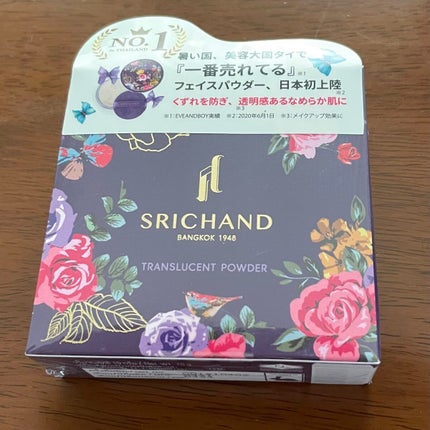 NO.1
in THAILAND
暑い国、美容大国タイで
『一番売れてる』※1
フェイスパウダー、日本初上陸
※2
くずれを防ぎ、透明感あるなめらか肌に
※3
※1:EVEANDBOY実績 ※2:2020年6月1日 ※3:メイクアップ効果に
SRICHAND
BANGKOK 1948
TRANSLUCENT POWDER